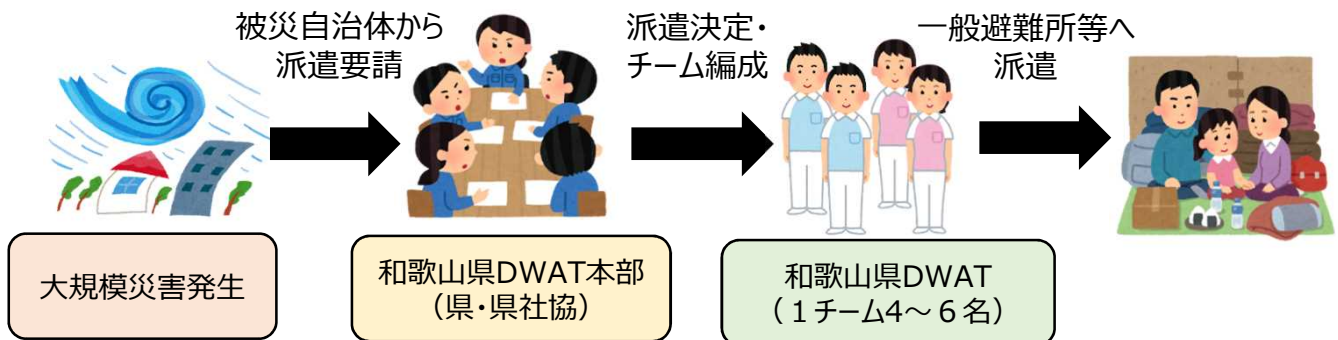 被災自治体から
派遣要請
派遣決定・
チーム編成
一般避難所等へ
派遣
大規模災害発生
和歌山県DWAT本部
（県・県社協）
和歌山県DWAT
（１チーム4～６名）